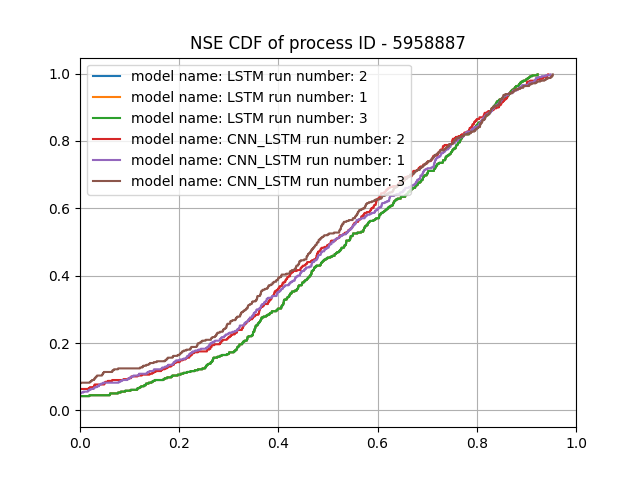 NSE CDF of process ID - 5958887
model name: LSTM run number: 2
model name: LSTM run number: 1
model name: LSTM run number: 3
model name: CNN_LSTM run number: 2
model name: CNN_LSTM run number: 1
model name: CNN_LSTM run number: 3
1.0
0.8
0.6
0.4
0.2
0.0
0.0 0.2 0.4 0.6 0.8 1.0